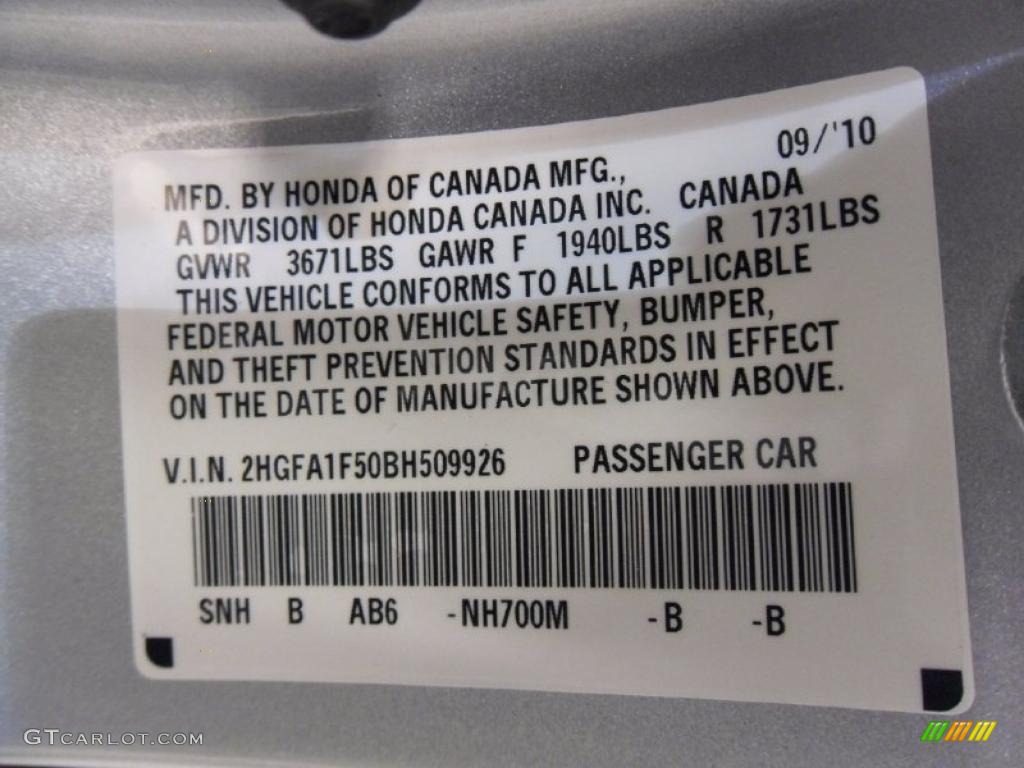 09/'10
MFD. BY HONDA OF CANADA MFG.,
A DIVISION OF HONDA CANADA INC. CANADA
GVWR 3671LBS GAWR F 1940LBS R 1731LBS
THIS VEHICLE CONFORMS TO ALL APPLICABLE
FEDERAL MOTOR VEHICLE SAFETY, BUMPER,
AND THEFT PREVENTION STANDARDS IN EFFECT
ON THE DATE OF MANUFACTURE SHOWN ABOVE.
V.I.N. 2HGFA1F50BH509926 PASSENGER CAR
SNH B AB6 -NH700M -B -B
GTCARLOT.COM